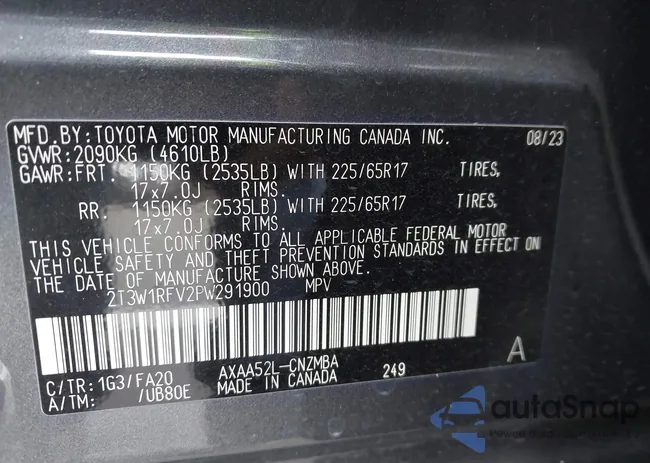 MFD.BY:TOYOTA MOTOR MANUFACTURING CANADA INC. 08/23
GVWR:2090KG (4610LB)
GAWR:FRT. 1150KG (2535LB) WITH 225/65R17 TIRES,
17x7.0J RIMS.
RR. 1150KG (2535LB) WITH 225/65R17 TIRES,
17x7.0J RIMS.
THIS VEHICLE CONFORMS TO ALL APPLICABLE FEDERAL MOTOR
VEHICLE SAFETY AND THEFT PREVENTION STANDARDS IN EFFECT ON
THE DATE OF MANUFACTURE SHOWN ABOVE.
2T3W1RFV2PW291900 MPV
A
C/TR:1G3/FA20 AXAA52L-CNZMBA 249
A/TM: /UB80E MADE IN CANADA
autoSnap